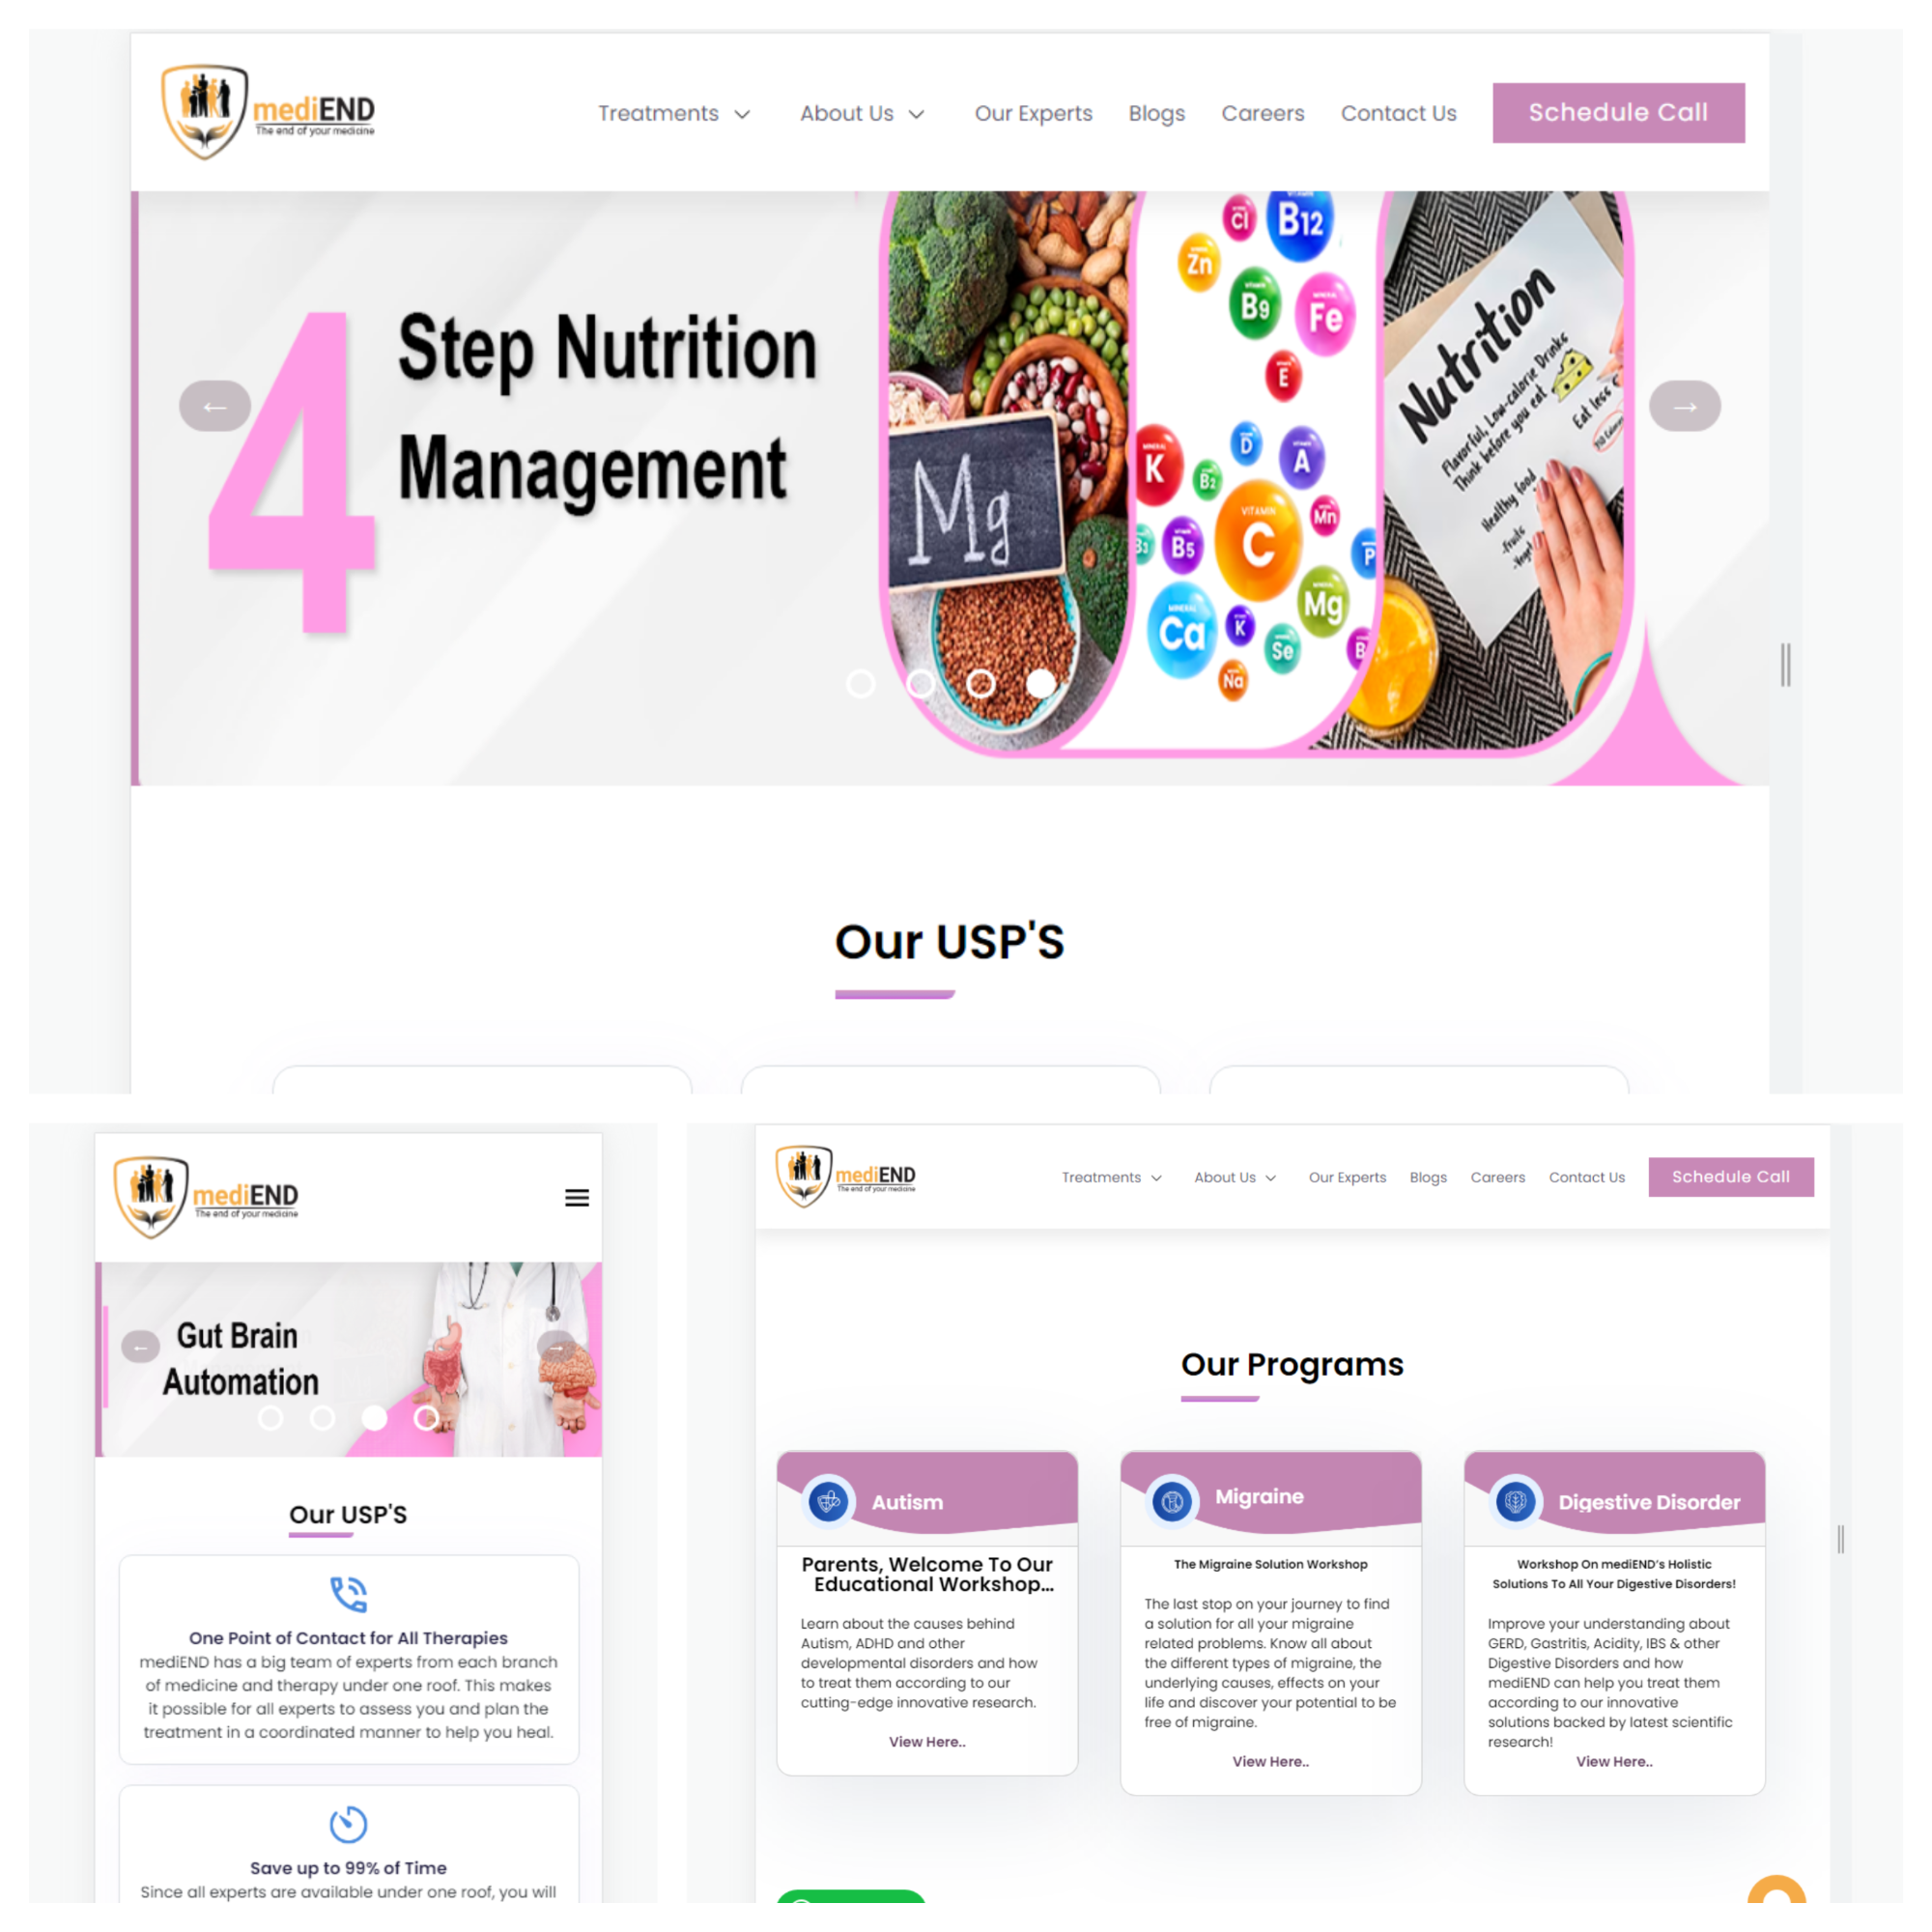 mediEND
The end of your medicine
Treatments
About Us
Our Experts
Blogs
Careers
Contact Us
Schedule Call
4
Step Nutrition
Management
Mg
Cl
B12
Zn
B9
Fe
E
K
D
A
B2
VITAMIN
C
Mn
B3
B5
P
Ca
K
Mg
Se
B
Na
Nutrition
Flavorful, Low-calorie Drinks
Think before you eat
Eat less
Healthy food
-fruits
Our USP'S
mediEND
The end of your medicine
Gut Brain
Automation
Our USP'S
One Point of Contact for All Therapies
mediEND has a big team of experts from each branch
of medicine and therapy under one roof. This makes
it possible for all experts to assess you and plan the
treatment in a coordinated manner to help you heal.
Save up to 99% of Time
Since all experts are available under one roof, you will
mediEND
The end of your medicine
Treatments
About Us
Our Experts
Blogs
Careers
Contact Us
Schedule Call
Our Programs
Autism
Parents, Welcome To Our
Educational Workshop...
Learn about the causes behind
Autism, ADHD and other
developmental disorders and how
to treat them according to our
cutting-edge innovative research.
View Here..
Migraine
The Migraine Solution Workshop
The last stop on your journey to find
a solution for all your migraine
related problems. Know all about
the different types of migraine, the
underlying causes, effects on your
life and discover your potential to be
free of migraine.
View Here..
Digestive Disorder
Workshop On mediEND's Holistic
Solutions To All Your Digestive Disorders!
Improve your understanding about
GERD, Gastritis, Acidity, IBS & other
Digestive Disorders and how
mediEND can help you treat them
according to our innovative
solutions backed by latest scientific
research!
View Here..